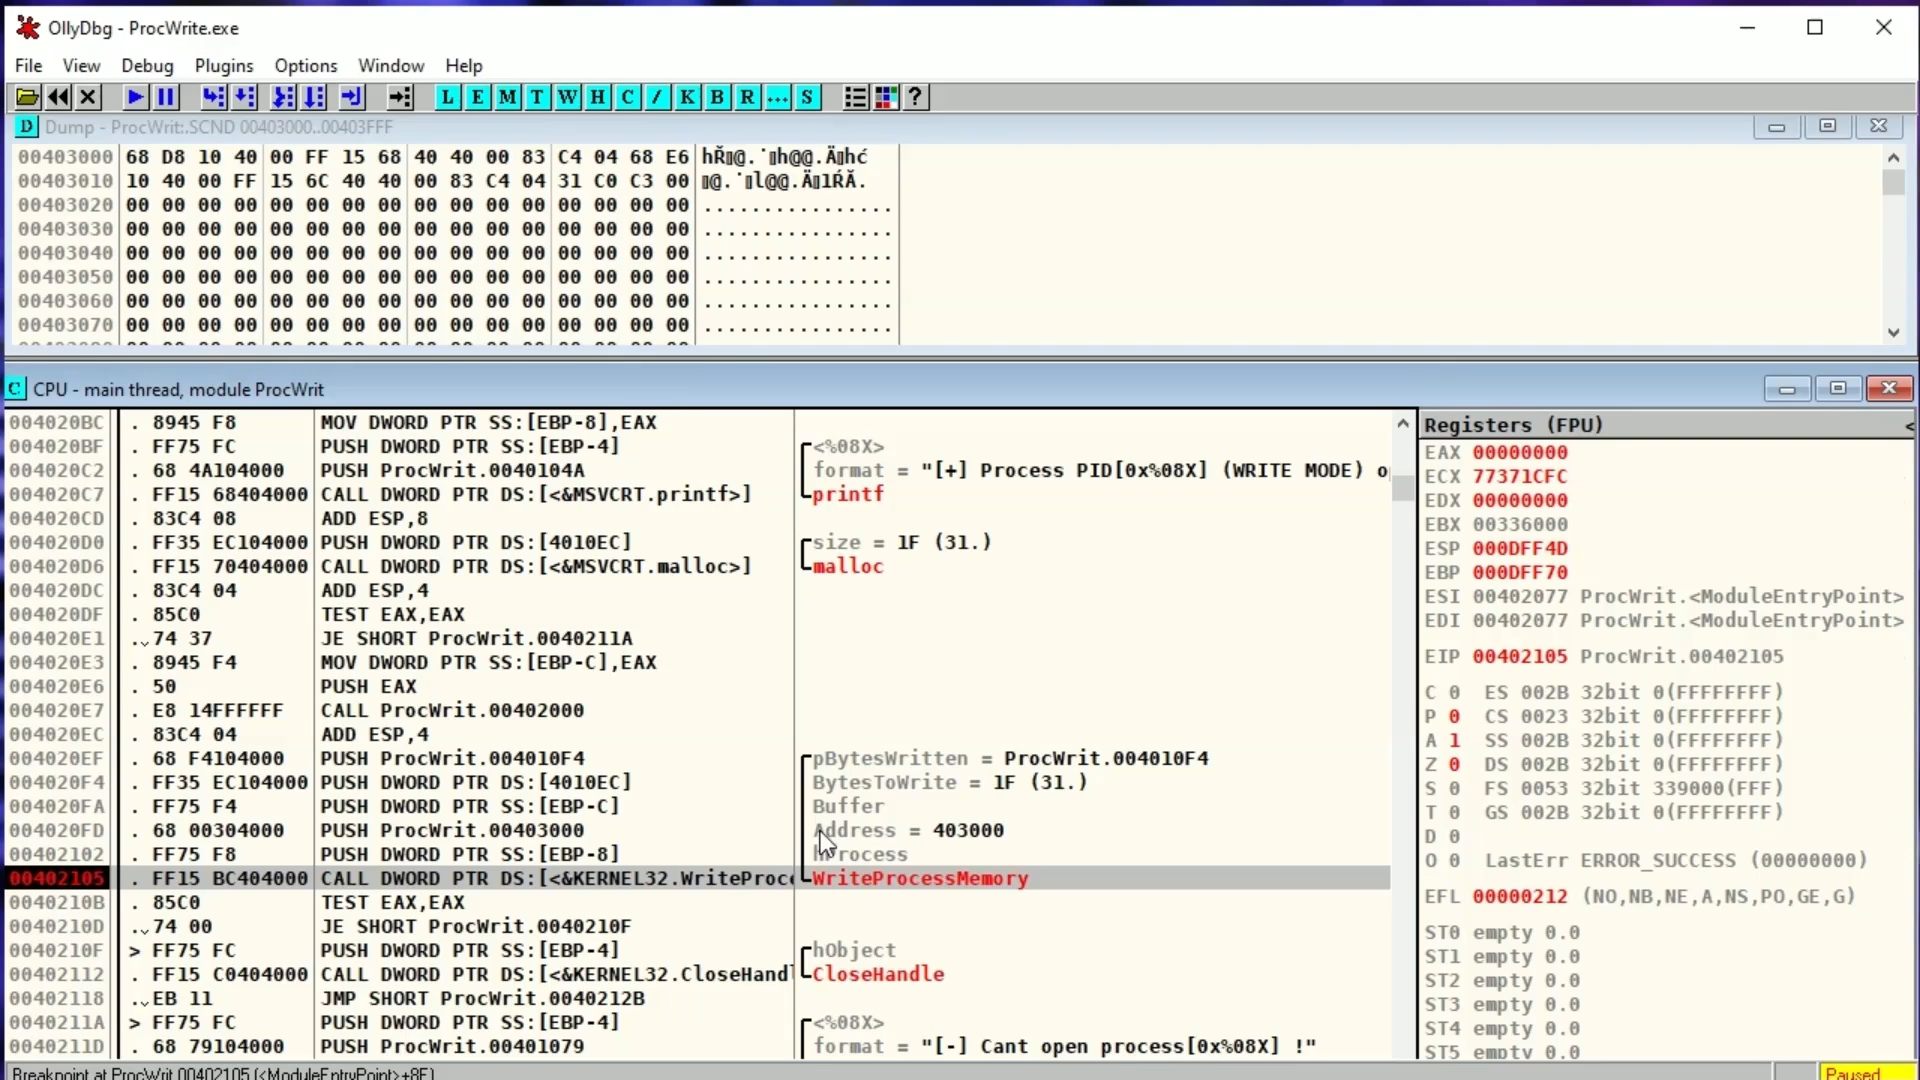 OllyDbg - ProcWrite.exe
File View Debug Plugins Options Window Help
L E M T W H C / K B R ... S ?
D Dump - ProcWrit:.SCND 00403000..00403FFF
00403000 68 D8 10 40 00 FF 15 68 40 40 00 83 C4 04 68 E6
00403010 10 40 00 FF 15 6C 40 40 00 83 C4 04 31 C0 C3 00
00403020 00 00 00 00 00 00 00 00 00 00 00 00 00 00 00 00 ................
00403030 00 00 00 00 00 00 00 00 00 00 00 00 00 00 00 00 ................
00403040 00 00 00 00 00 00 00 00 00 00 00 00 00 00 00 00 ................
00403050 00 00 00 00 00 00 00 00 00 00 00 00 00 00 00 00 ................
00403060 00 00 00 00 00 00 00 00 00 00 00 00 00 00 00 00 ................
00403070 00 00 00 00 00 00 00 00 00 00 00 00 00 00 00 00 ................
C CPU - main thread, module ProcWrit
004020BC . 8945 F8 MOV DWORD PTR SS:[EBP-8],EAX
004020BF . FF75 FC PUSH DWORD PTR SS:[EBP-4] <%08X>
004020C2 . 68 4A104000 PUSH ProcWrit.0040104A format = "[+] Process PID[0x%08X] (WRITE MODE) o
004020C7 . FF15 68404000 CALL DWORD PTR DS:[<&MSVCRT.printf>] printf
004020CD . 83C4 08 ADD ESP,8
004020D0 . FF35 EC104000 PUSH DWORD PTR DS:[4010EC] size = 1F (31.)
004020D6 . FF15 70404000 CALL DWORD PTR DS:[<&MSVCRT.malloc>] malloc
004020DC . 83C4 04 ADD ESP,4
004020DF . 85C0 TEST EAX,EAX
004020E1 .⌄74 37 JE SHORT ProcWrit.0040211A
004020E3 . 8945 F4 MOV DWORD PTR SS:[EBP-C],EAX
004020E6 . 50 PUSH EAX
004020E7 . E8 14FFFFFF CALL ProcWrit.00402000
004020EC . 83C4 04 ADD ESP,4
004020EF . 68 F4104000 PUSH ProcWrit.004010F4 pBytesWritten = ProcWrit.004010F4
004020F4 . FF35 EC104000 PUSH DWORD PTR DS:[4010EC] BytesToWrite = 1F (31.)
004020FA . FF75 F4 PUSH DWORD PTR SS:[EBP-C] Buffer
004020FD . 68 00304000 PUSH ProcWrit.00403000 Address = 403000
00402102 . FF75 F8 PUSH DWORD PTR SS:[EBP-8] hProcess
00402105 . FF15 BC404000 CALL DWORD PTR DS:[<&KERNEL32.WriteProce WriteProcessMemory
0040210B . 85C0 TEST EAX,EAX
0040210D .⌄74 00 JE SHORT ProcWrit.0040210F
0040210F > FF75 FC PUSH DWORD PTR SS:[EBP-4] hObject
00402112 . FF15 C0404000 CALL DWORD PTR DS:[<&KERNEL32.CloseHandl CloseHandle
00402118 .⌄EB 11 JMP SHORT ProcWrit.0040212B
0040211A > FF75 FC PUSH DWORD PTR SS:[EBP-4] <%08X>
0040211D . 68 79104000 PUSH ProcWrit.00401079 format = "[-] Cant open process[0x%08X] !"
Registers (FPU) <
EAX 00000000
ECX 77371CFC
EDX 00000000
EBX 00336000
ESP 000DFF4D
EBP 000DFF70
ESI 00402077 ProcWrit.<ModuleEntryPoint>
EDI 00402077 ProcWrit.<ModuleEntryPoint>
EIP 00402105 ProcWrit.00402105
C 0 ES 002B 32bit 0(FFFFFFFF)
P 0 CS 0023 32bit 0(FFFFFFFF)
A 1 SS 002B 32bit 0(FFFFFFFF)
Z 0 DS 002B 32bit 0(FFFFFFFF)
S 0 FS 0053 32bit 339000(FFF)
T 0 GS 002B 32bit 0(FFFFFFFF)
D 0
O 0 LastErr ERROR_SUCCESS (00000000)
EFL 00000212 (NO,NB,NE,A,NS,PO,GE,G)
ST0 empty 0.0
ST1 empty 0.0
ST2 empty 0.0
ST3 empty 0.0
ST4 empty 0.0
ST5 empty 0.0
Breakpoint at ProcWrit.00402105 (<ModuleEntryPoint>+8E)
Paused